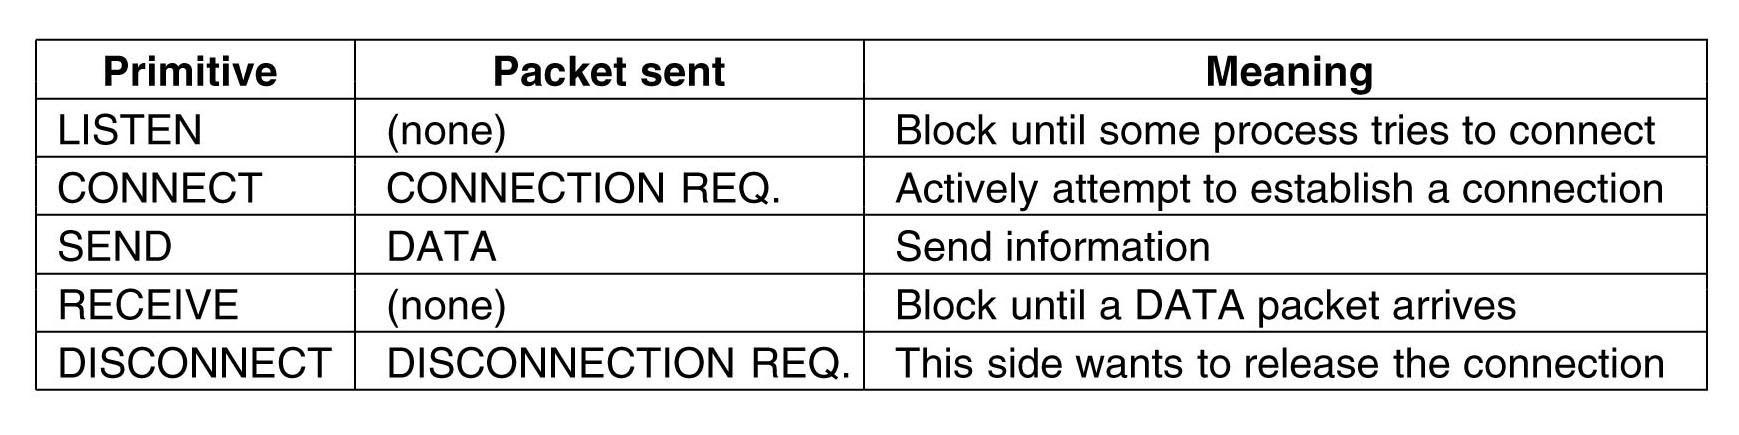 Primitive Packet sent Meaning
LISTEN (none) Block until some process tries to connect
CONNECT CONNECTION REQ. Actively attempt to establish a connection
SEND DATA Send information
RECEIVE (none) Block until a DATA packet arrives
DISCONNECT DISCONNECTION REQ. This side wants to release the connection